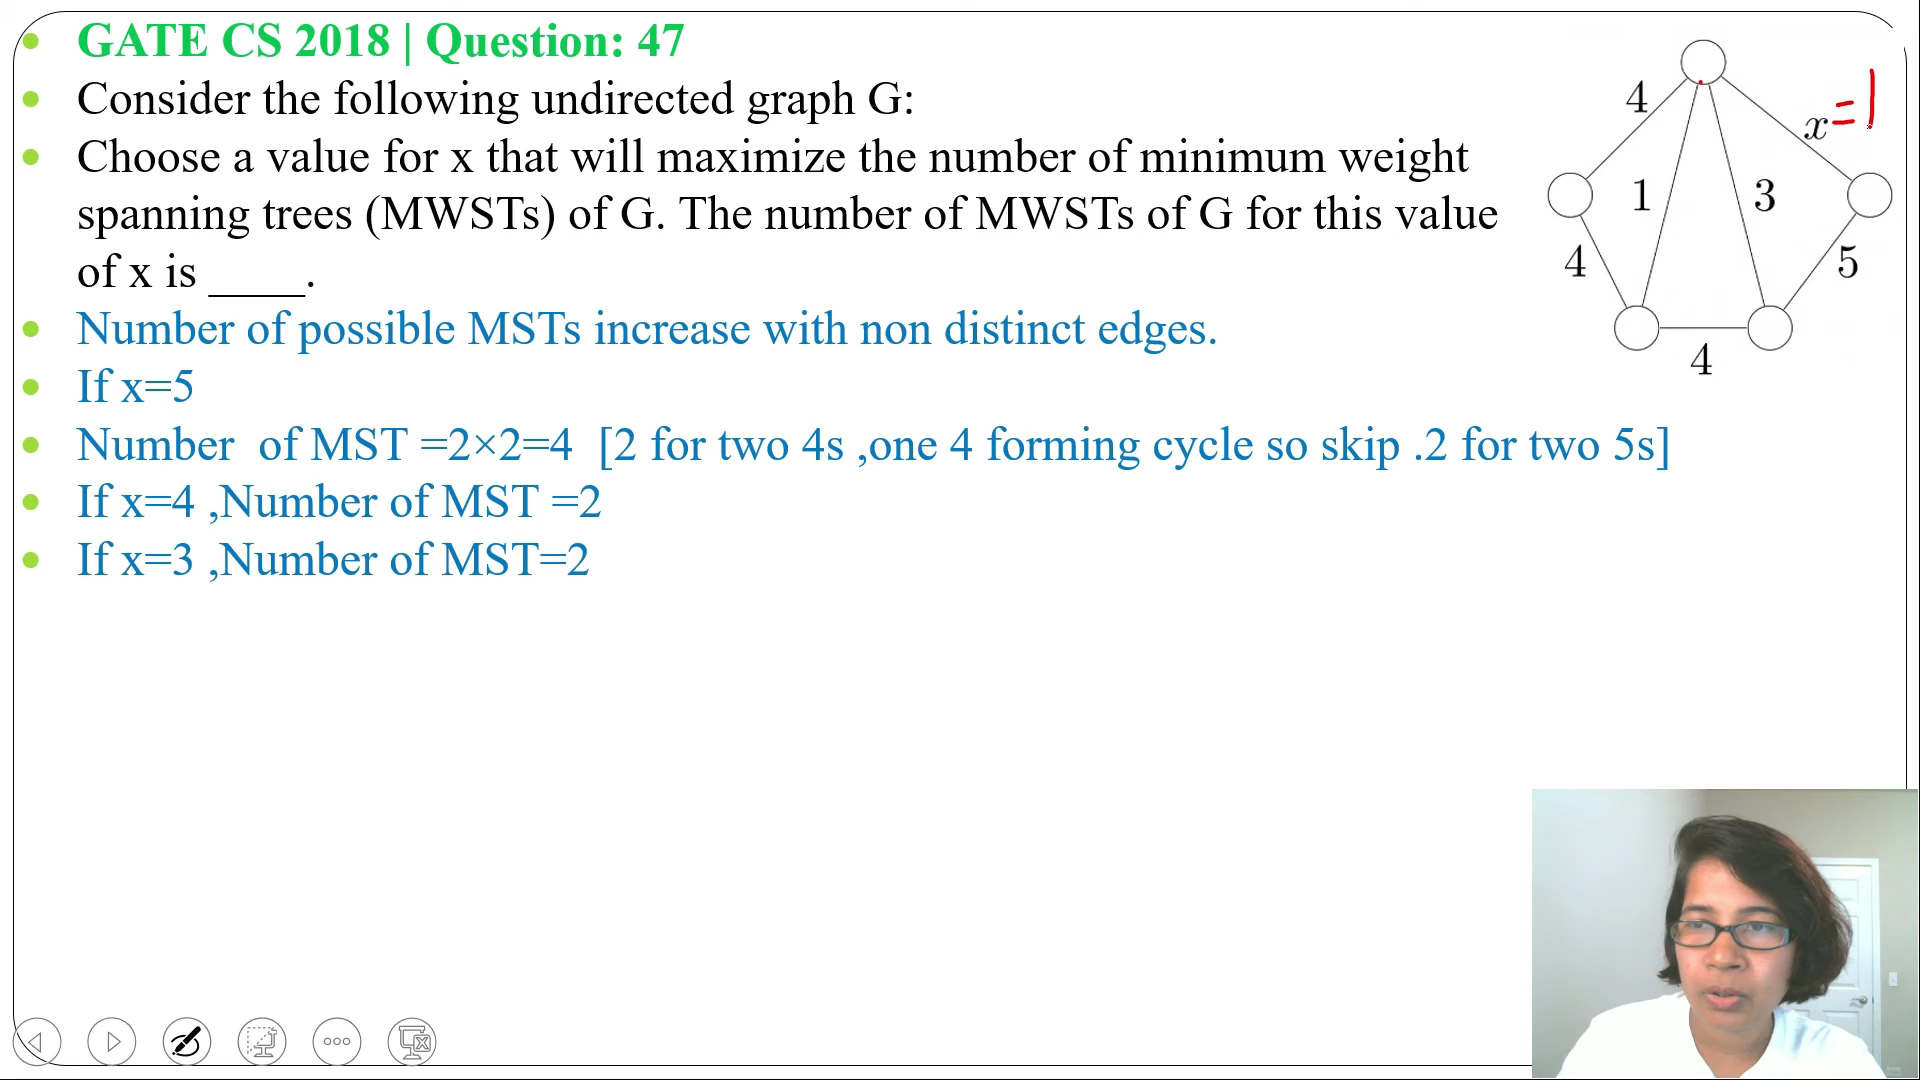 GATE CS 2018 | Question: 47
Consider the following undirected graph G:
Choose a value for x that will maximize the number of minimum weight
spanning trees (MWSTs) of G. The number of MWSTs of G for this value
of x is ____.
Number of possible MSTs increase with non distinct edges.
If x=5
Number  of MST =2×2=4  [2 for two 4s ,one 4 forming cycle so skip .2 for two 5s]
If x=4 ,Number of MST =2
If x=3 ,Number of MST=2
4
x =1
1
3
4
5
4